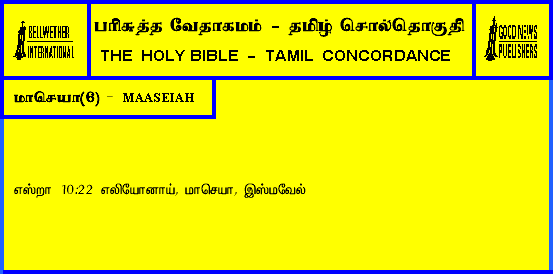 BELLWETHER
INTERNATIONAL
பரிசுத்த வேதாகமம் - தமிழ் சொல்தொகுதி
THE HOLY BIBLE - TAMIL CONCORDANCE
GOOD NEWS
PUBLISHERS
மாசெயா(6) - MAASEIAH
எஸ்றா 10:22 எலியோனாய், மாசெயா, இஸ்மவேல்